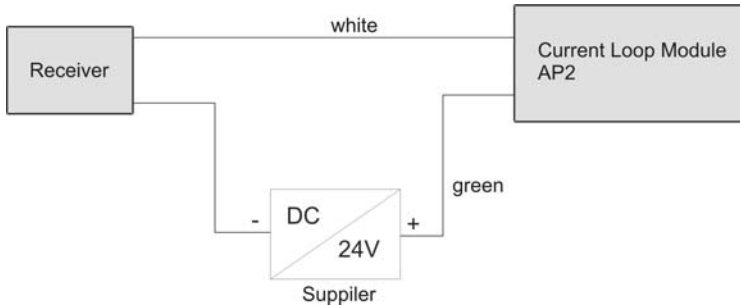 white
Receiver
Current Loop Module
AP2
green
-
DC
+
24V
Suppiler